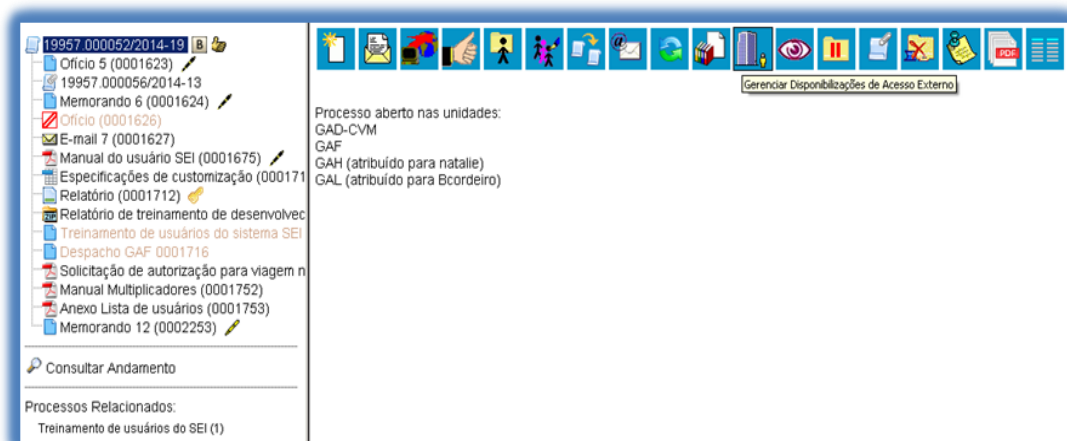 19957.000052/2014-19 B
Ofício 5 (0001623)
19957.000056/2014-13
Memorando 6 (0001624)
Ofício (0001626)
E-mail 7 (0001627)
Manual do usuário SEI (0001675)
Especificações de customização (000171
Relatório (0001712)
Relatório de treinamento de desenvolvec
Treinamento de usuários do sistema SEI
Despacho GAF 0001716
Solicitação de autorização para viagem n
Manual Multiplicadores (0001752)
Anexo Lista de usuários (0001753)
Memorando 12 (0002253)
Consultar Andamento
Processos Relacionados:
Treinamento de usuários do SEI (1)
PDF
Gerenciar Disponibilizações de Acesso Externo
Processo aberto nas unidades:
GAD-CVM
GAF
GAH (atribuído para natalie)
GAL (atribuído para Bcordeiro)